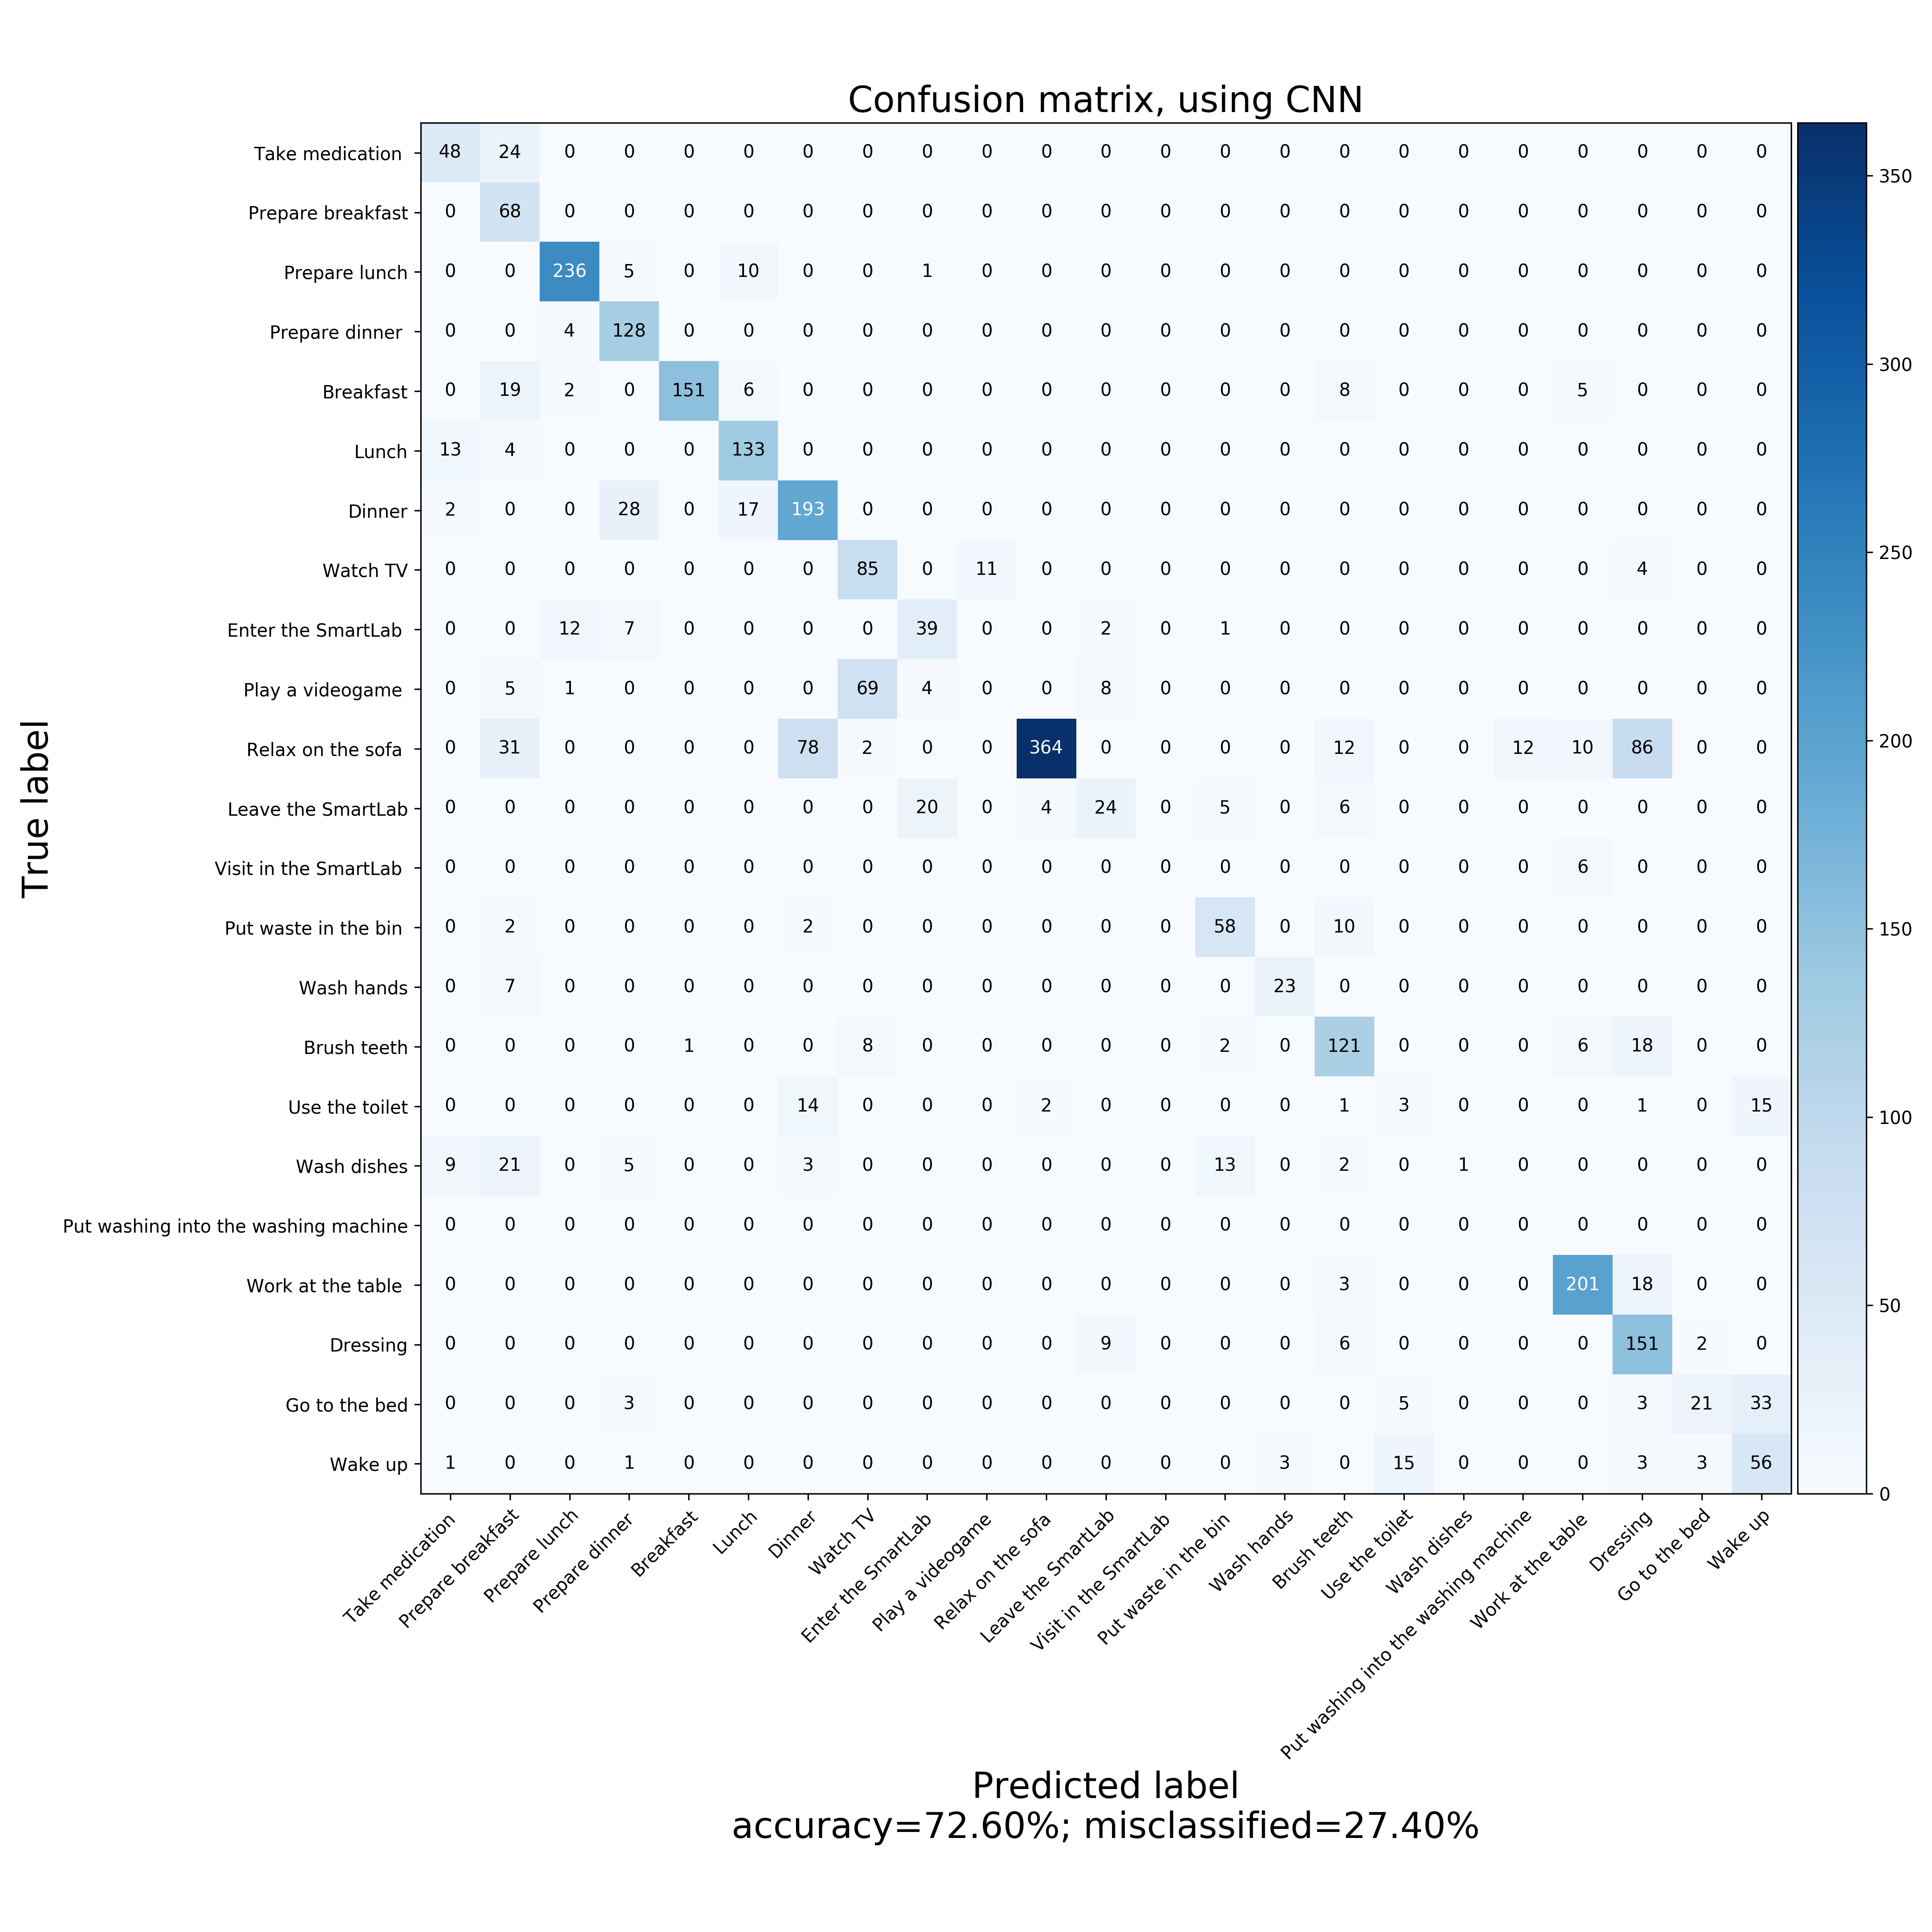 Confusion matrix, using CNN
Take medication 48 24 0 0 0 0 0 0 0 0 0 0 0 0 0 0 0 0 0 0 0 0 0
Prepare breakfast 0 68 0 0 0 0 0 0 0 0 0 0 0 0 0 0 0 0 0 0 0 0 0
350
Prepare lunch 0 0 236 5 0 10 0 0 1 0 0 0 0 0 0 0 0 0 0 0 0 0 0
Prepare dinner 0 0 4 128 0 0 0 0 0 0 0 0 0 0 0 0 0 0 0 0 0 0 0
300
Breakfast 0 19 2 0 151 6 0 0 0 0 0 0 0 0 0 8 0 0 0 5 0 0 0
Lunch 13 4 0 0 0 133 0 0 0 0 0 0 0 0 0 0 0 0 0 0 0 0 0
Dinner 2 0 0 28 0 17 193 0 0 0 0 0 0 0 0 0 0 0 0 0 0 0 0
250
Watch TV 0 0 0 0 0 0 0 85 0 11 0 0 0 0 0 0 0 0 0 0 4 0 0
Enter the SmartLab 0 0 12 7 0 0 0 0 39 0 0 2 0 1 0 0 0 0 0 0 0 0 0
Play a videogame 0 5 1 0 0 0 0 69 4 0 0 8 0 0 0 0 0 0 0 0 0 0 0
200
Relax on the sofa 0 31 0 0 0 0 78 2 0 0 364 0 0 0 0 12 0 0 12 10 86 0 0
Leave the SmartLab 0 0 0 0 0 0 0 0 20 0 4 24 0 5 0 6 0 0 0 0 0 0 0
Visit in the SmartLab 0 0 0 0 0 0 0 0 0 0 0 0 0 0 0 0 0 0 0 6 0 0 0
150
Put waste in the bin 0 2 0 0 0 0 2 0 0 0 0 0 0 58 0 10 0 0 0 0 0 0 0
Wash hands 0 7 0 0 0 0 0 0 0 0 0 0 0 0 23 0 0 0 0 0 0 0 0
Brush teeth 0 0 0 0 1 0 0 8 0 0 0 0 0 2 0 121 0 0 0 6 18 0 0
Use the toilet 0 0 0 0 0 0 14 0 0 0 2 0 0 0 0 1 3 0 0 0 1 0 15
100
Wash dishes 9 21 0 5 0 0 3 0 0 0 0 0 0 13 0 2 0 1 0 0 0 0 0
Put washing into the washing machine 0 0 0 0 0 0 0 0 0 0 0 0 0 0 0 0 0 0 0 0 0 0 0
Work at the table 0 0 0 0 0 0 0 0 0 0 0 0 0 0 0 3 0 0 0 201 18 0 0
50
Dressing 0 0 0 0 0 0 0 0 0 0 0 9 0 0 0 6 0 0 0 0 151 2 0
Go to the bed 0 0 0 3 0 0 0 0 0 0 0 0 0 0 0 0 5 0 0 0 3 21 33
Wake up 1 0 0 1 0 0 0 0 0 0 0 0 0 0 3 0 15 0 0 0 3 3 56
0
True label
Take medication
Prepare breakfast
Prepare lunch
Prepare dinner
Breakfast
Lunch
Dinner
Watch TV
Enter the SmartLab
Play a videogame
Relax on the sofa
Leave the SmartLab
Visit in the SmartLab
Put waste in the bin
Wash hands
Brush teeth
Use the toilet
Wash dishes
Put washing into the washing machine
Work at the table
Dressing
Go to the bed
Wake up
Predicted label
accuracy=72.60%; misclassified=27.40%